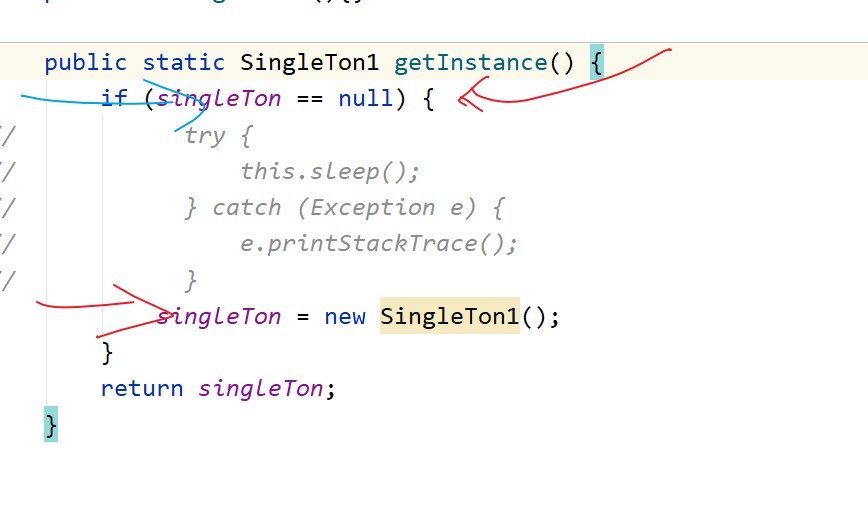 public static SingleTon1 getInstance() {
if (singleTon == null) {
// try {
// this.sleep();
// } catch (Exception e) {
// e.printStackTrace();
// }
singleTon = new SingleTon1();
}
return singleTon;
}